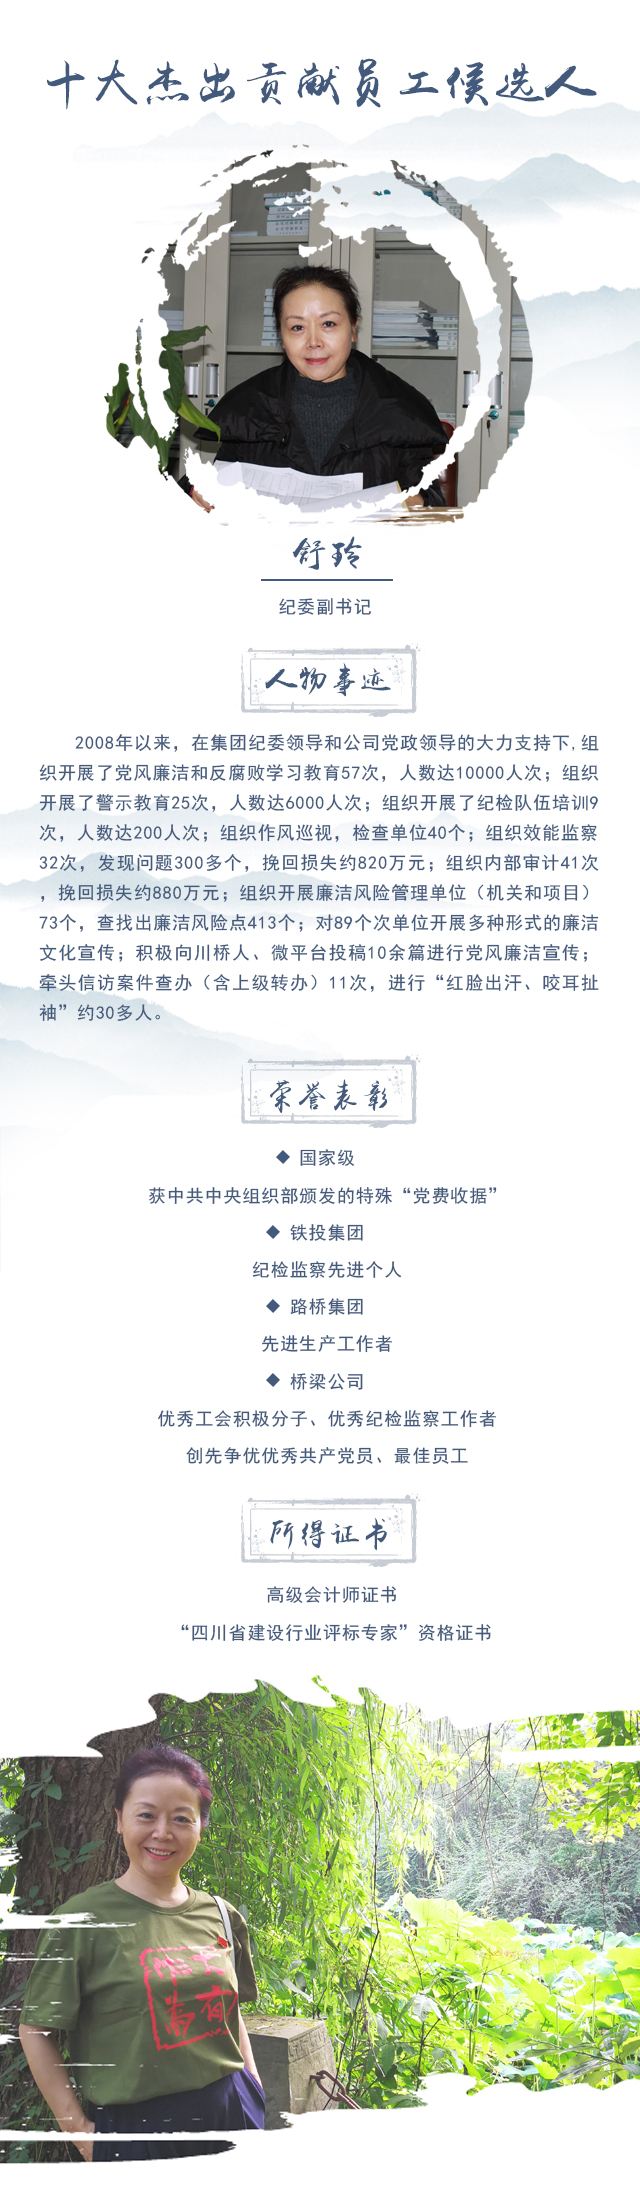 十大杰出贡献员工候选人
舒玲
纪委副书记
人物事迹
2008年以来，在集团纪委领导和公司党政领导的大力支持下,组
织开展了党风廉洁和反腐败学习教育57次，人数达10000人次；组织
开展了警示教育25次，人数达6000人次；组织开展了纪检队伍培训9
次，人数达200人次；组织作风巡视，检查单位40个；组织效能监察
32次，发现问题300多个，挽回损失约820万元；组织内部审计41次
，挽回损失约880万元；组织开展廉洁风险管理单位（机关和项目）
73个，查找出廉洁风险点413个；对89个次单位开展多种形式的廉洁
文化宣传；积极向川桥人、微平台投稿10余篇进行党风廉洁宣传；
牵头信访案件查办（含上级转办）11次，进行“红脸出汗、咬耳扯
袖”约30多人。
荣誉表彰
◆ 国家级
获中共中央组织部颁发的特殊“党费收据”
◆ 铁投集团
纪检监察先进个人
◆ 路桥集团
先进生产工作者
◆ 桥梁公司
优秀工会积极分子、优秀纪检监察工作者
创先争优优秀共产党员、最佳员工
所得证书
高级会计师证书
“四川省建设行业评标专家”资格证书